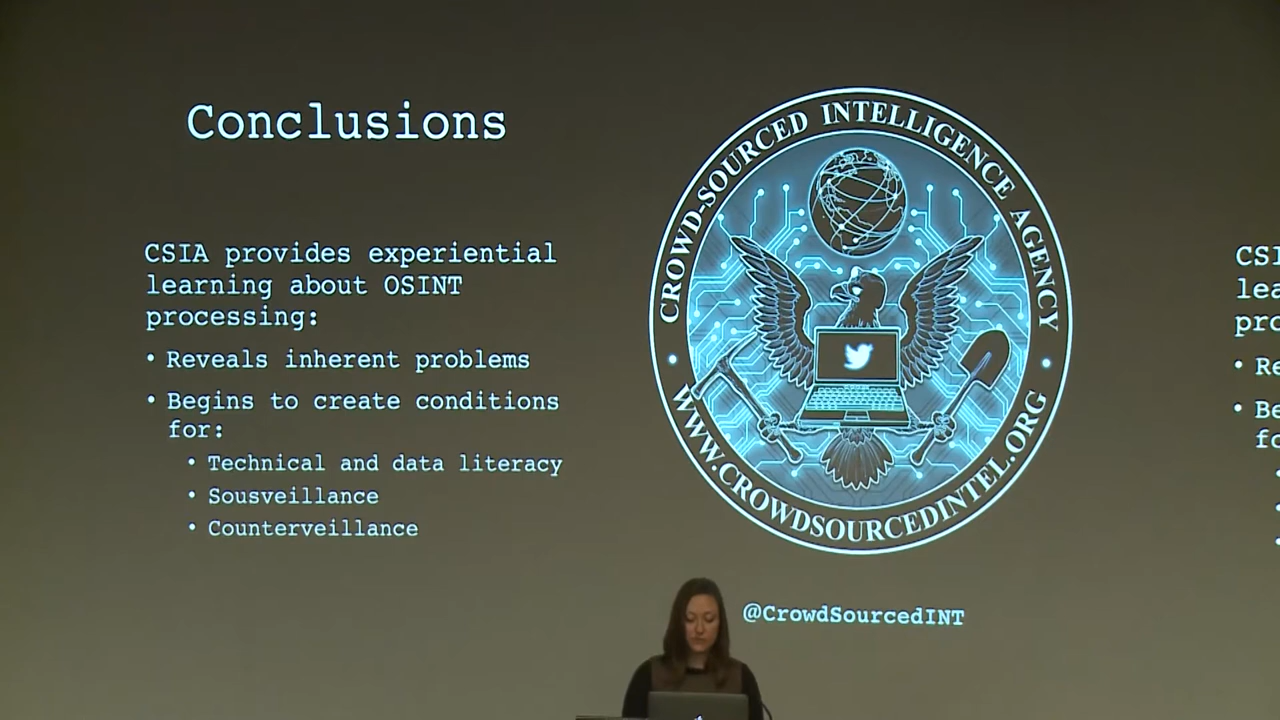 Conclusions
CSIA provides experiential
learning about OSINT
processing:
• Reveals inherent problems
• Begins to create conditions
for:
• Technical and data literacy
• Sousveillance
• Counterveillance
CROWD-SOURCED INTELLIGENCE AGENCY
WWW.CROWDSOURCEDINTEL.ORG
@CrowdSourcedINT
CSI
lea
pro
• Re
• Be
fo